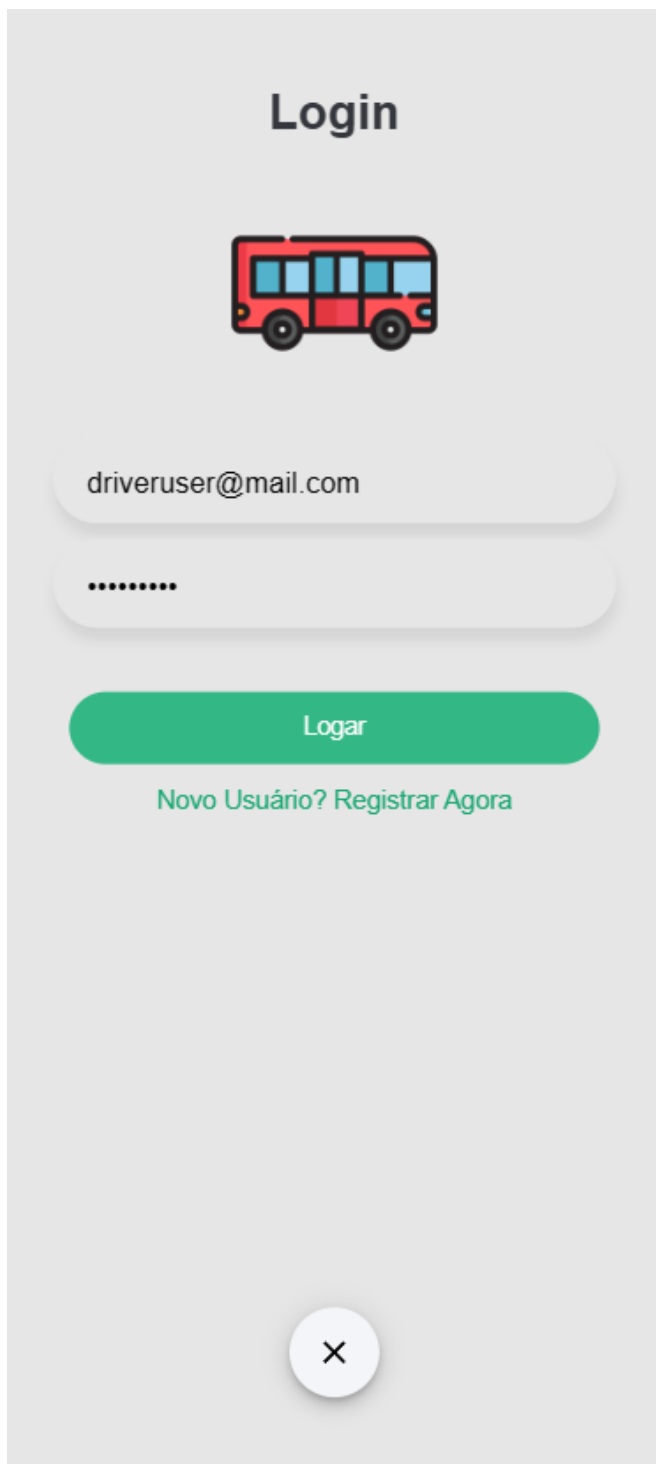 Login
driveruser@mail.com
•••••••••
Logar
Novo Usuário? Registrar Agora